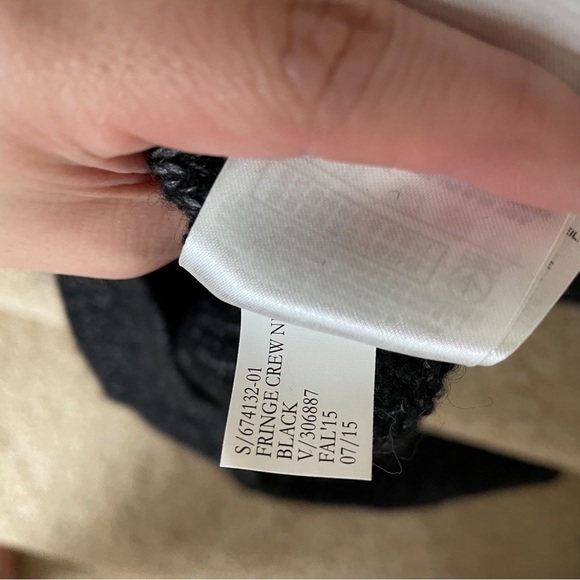 S/674132-01
FRINGE CREW N
BLACK
V/306887
FAL'15
07/15